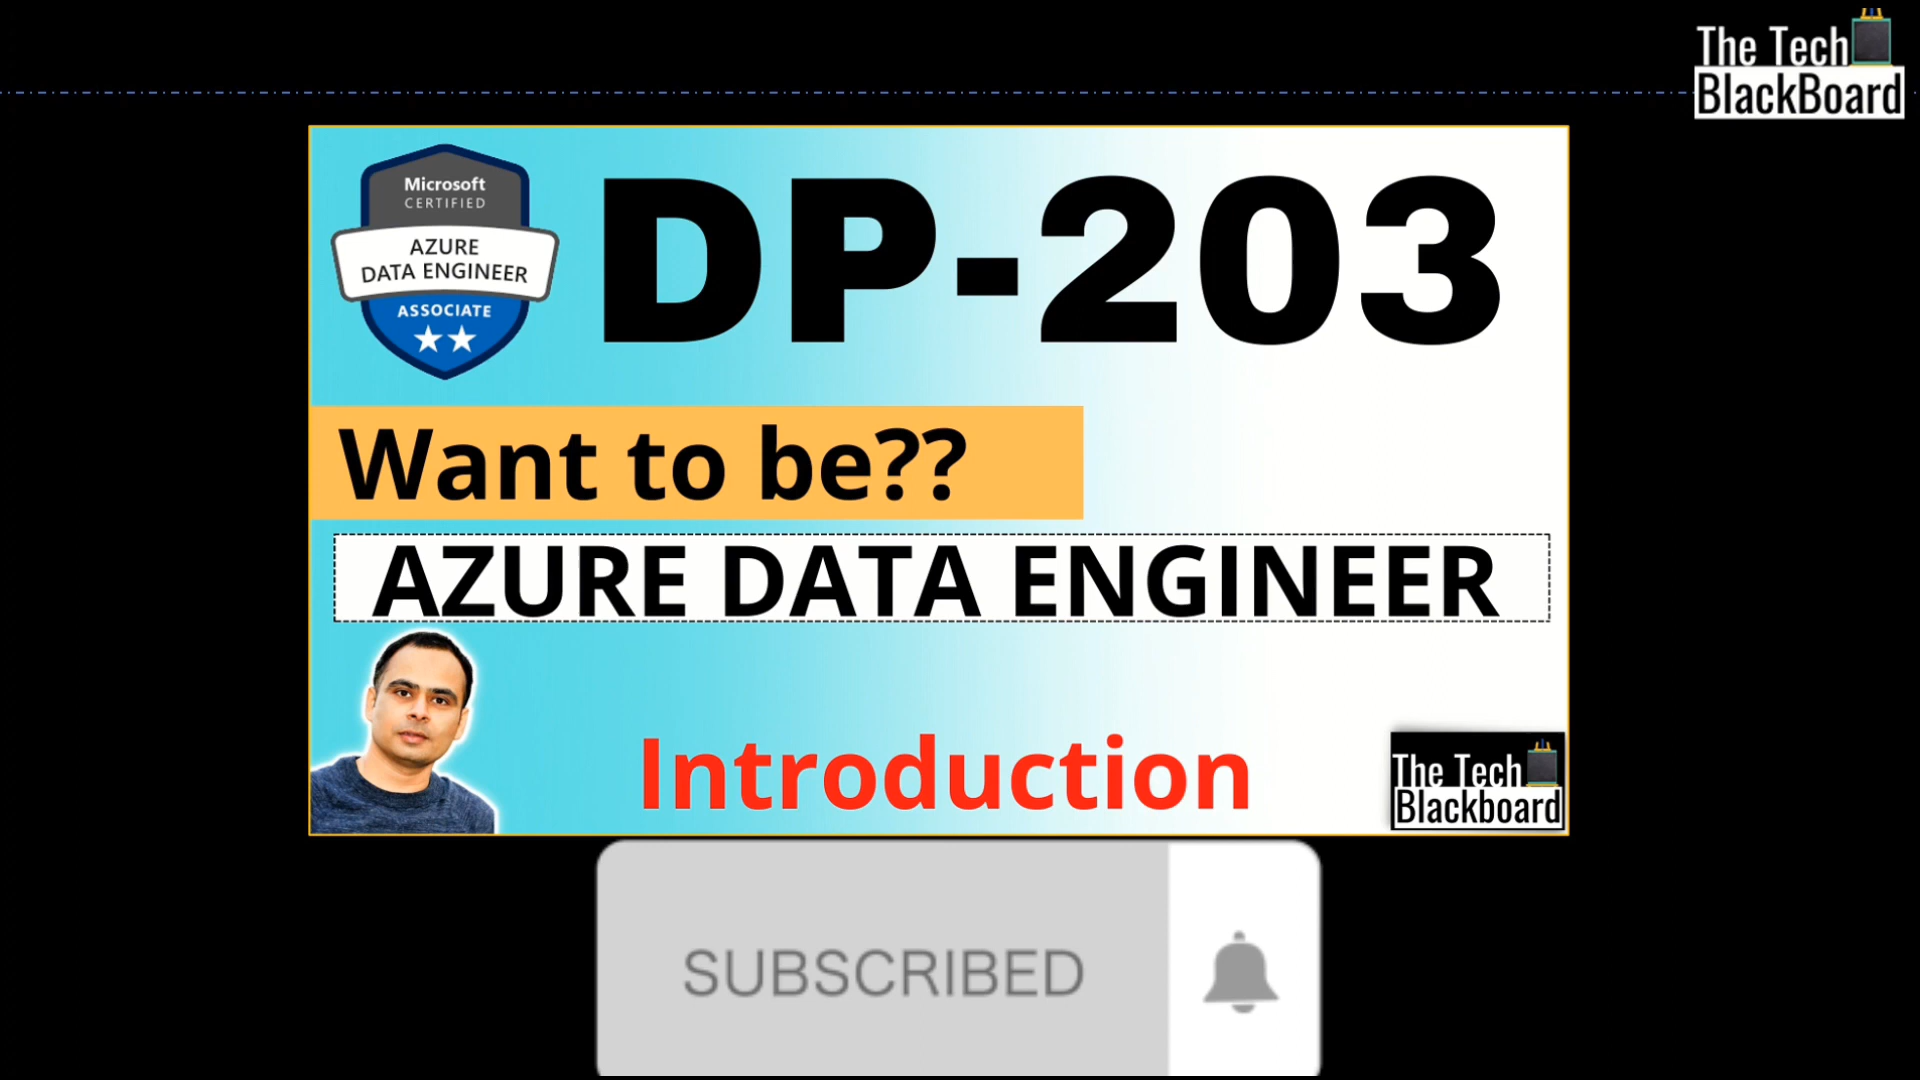 The Tech
BlackBoard
Microsoft
CERTIFIED
AZURE
DATA ENGINEER
ASSOCIATE
DP-203
Want to be??
AZURE DATA ENGINEER
Introduction
The Tech
Blackboard
SUBSCRIBED